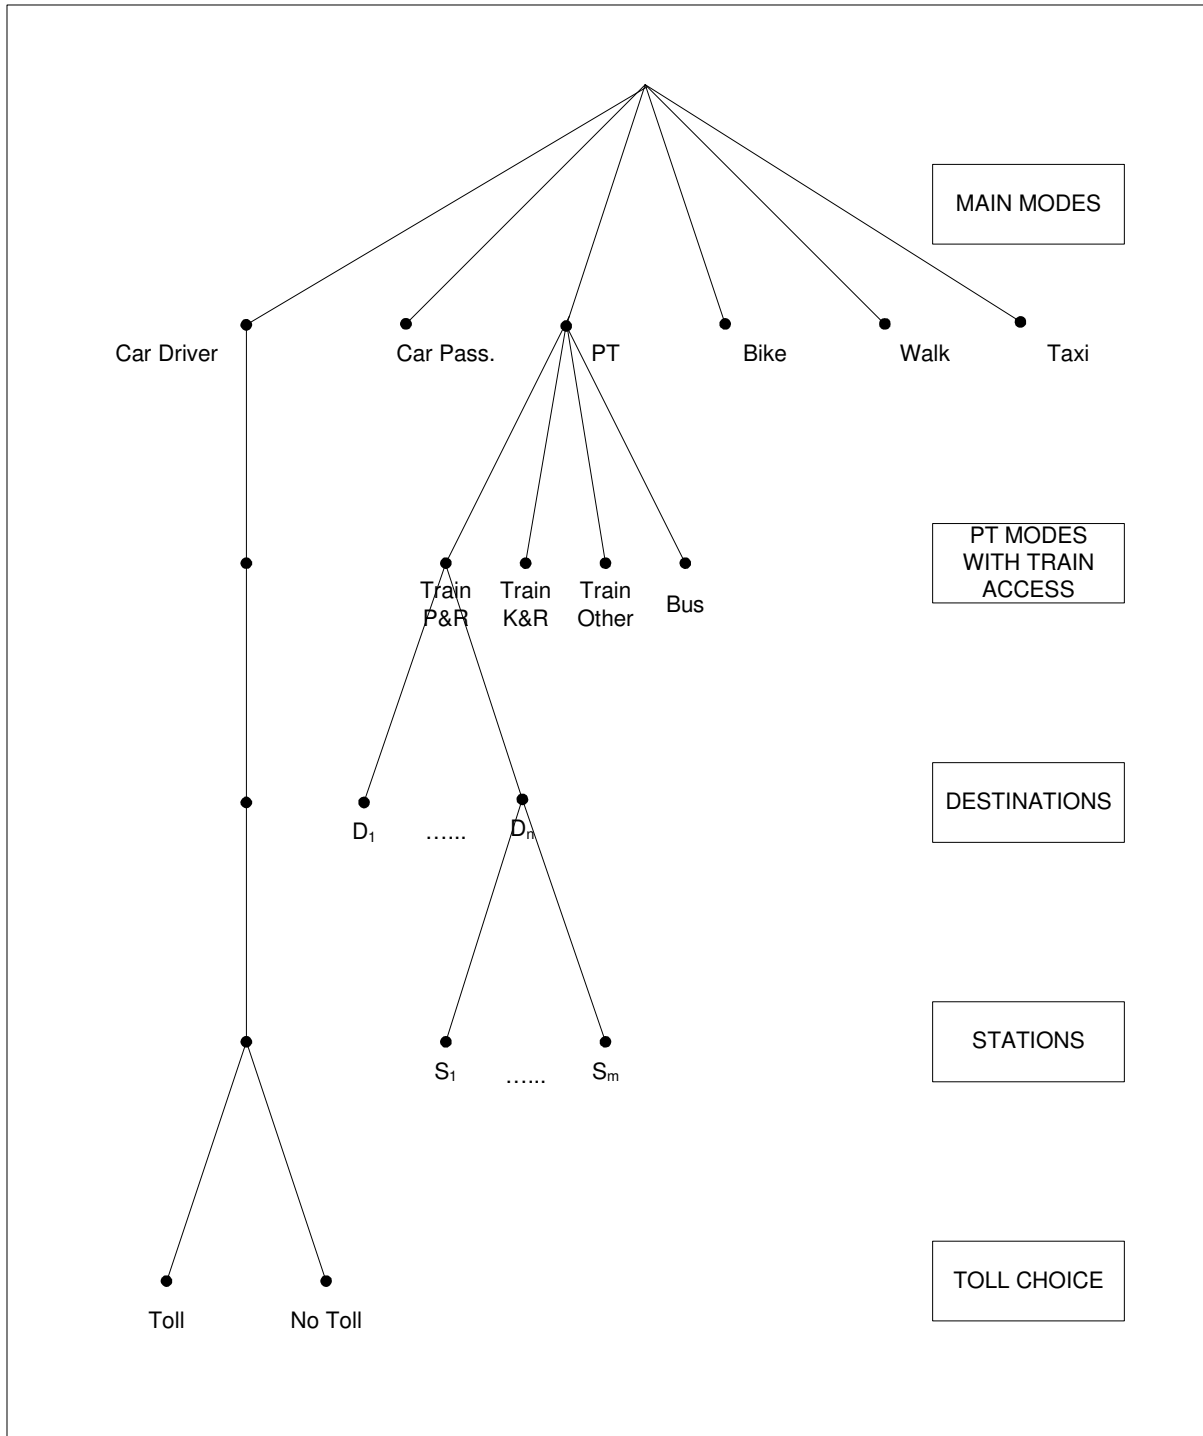 MAIN MODES
Car Driver
Car Pass.
PT
Bike
Walk
Taxi
PT MODES
WITH TRAIN
ACCESS
Train
P&R
Train
K&R
Train
Other
Bus
DESTINATIONS
D₁
…...
Dₙ
STATIONS
S₁
…...
Sₘ
TOLL CHOICE
Toll
No Toll